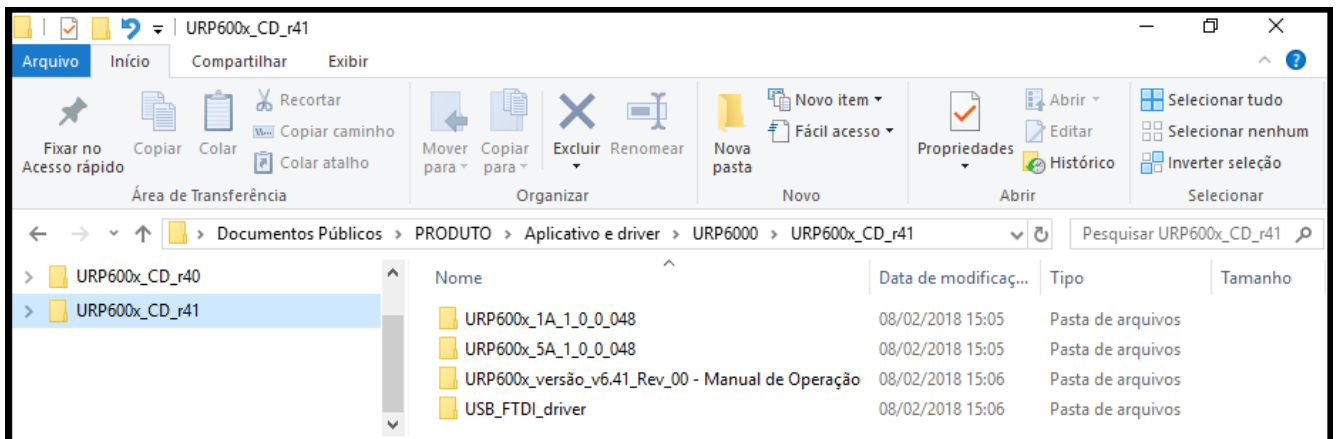 URP600x_CD_r41
Arquivo Início Compartilhar Exibir
Fixar no
Acesso rápido
Copiar
Colar
Recortar
Copiar caminho
Colar atalho
Área de Transferência
Mover
para
Copiar
para
Excluir
Renomear
Organizar
Nova
pasta
Novo item
Fácil acesso
Novo
Propriedades
Abrir
Editar
Histórico
Abrir
Selecionar tudo
Selecionar nenhum
Inverter seleção
Selecionar
Documentos Públicos > PRODUTO > Aplicativo e driver > URP6000 > URP600x_CD_r41
Pesquisar URP600x_CD_r41
URP600x_CD_r40
URP600x_CD_r41
Nome Data de modificaç... Tipo Tamanho
URP600x_1A_1_0_0_048 08/02/2018 15:05 Pasta de arquivos
URP600x_5A_1_0_0_048 08/02/2018 15:05 Pasta de arquivos
URP600x_versão_v6.41_Rev_00 - Manual de Operação 08/02/2018 15:06 Pasta de arquivos
USB_FTDI_driver 08/02/2018 15:06 Pasta de arquivos